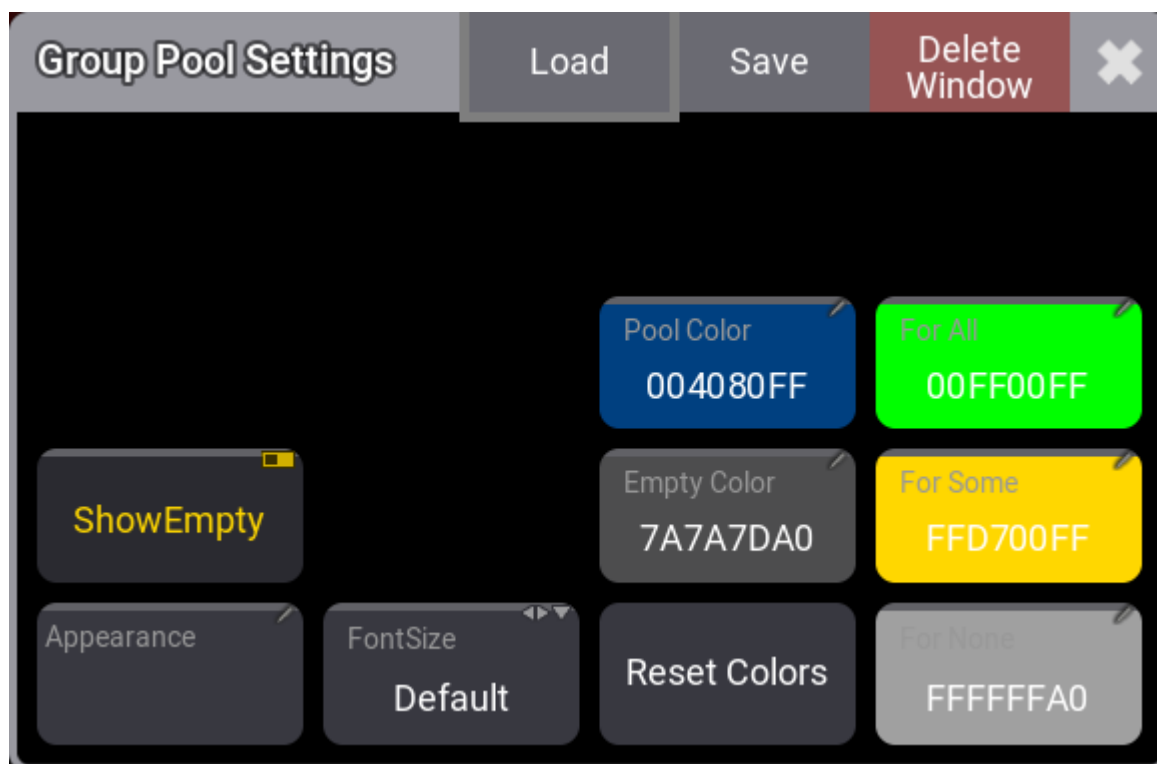 Group Pool Settings
Load
Save
Delete
Window
Pool Color
004080FF
For All
00FF00FF
ShowEmpty
Empty Color
7A7A7DA0
For Some
FFD700FF
Appearance
FontSize
Default
Reset Colors
For None
FFFFFFA0